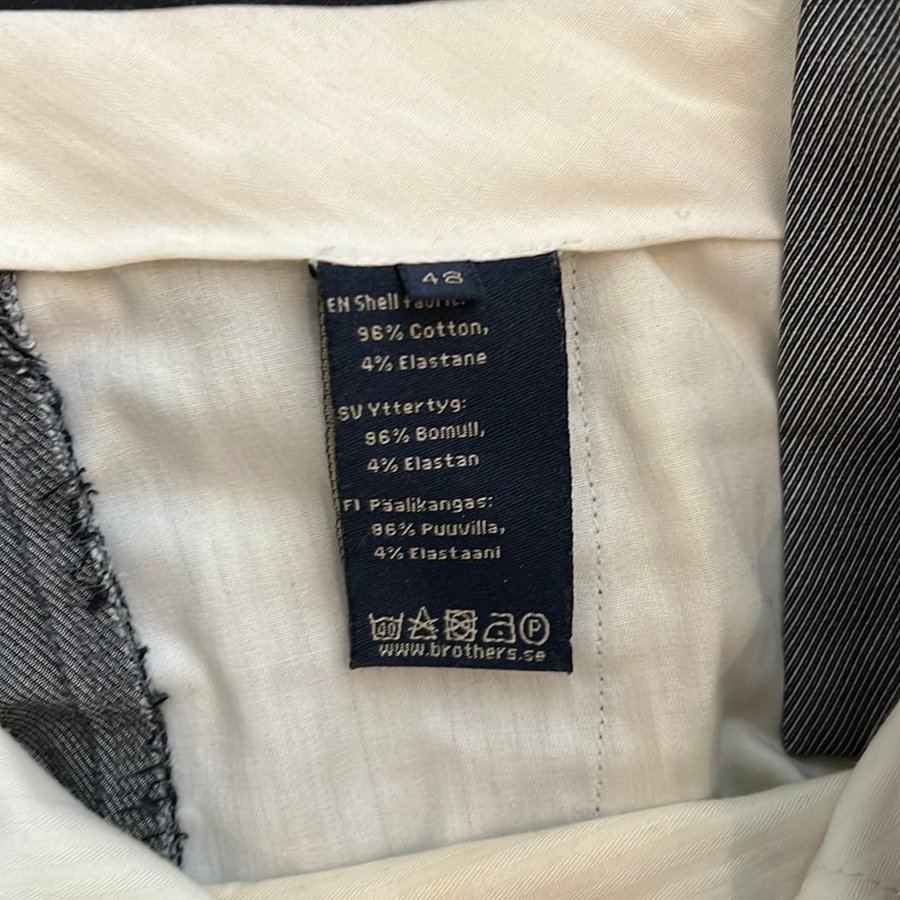 48
EN Shell fabric:
96% Cotton,
4% Elastane
SV Yttertyg:
96% Bomull,
4% Elastan
FI Päälikangas:
96% Puuvilla,
4% Elastaani
40 P
www.brothers.se